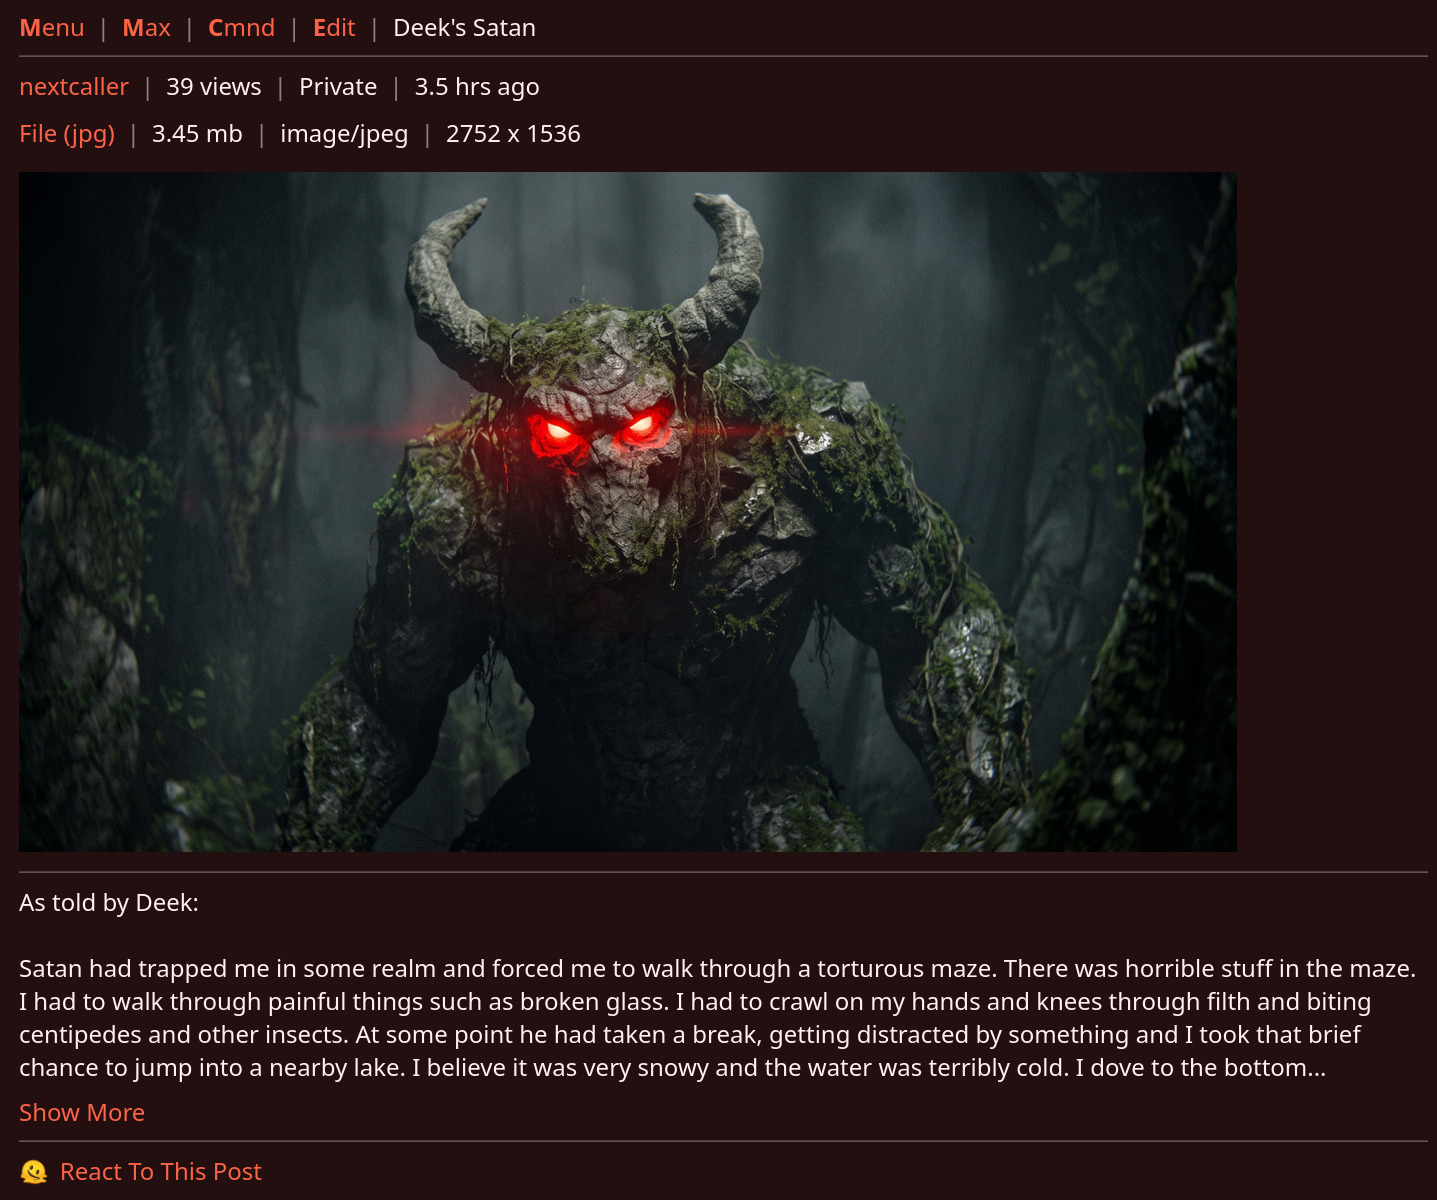 Menu | Max | Cmnd | Edit | Deek's Satan
nextcaller | 39 views | Private | 3.5 hrs ago
File (jpg) | 3.45 mb | image/jpeg | 2752 x 1536
As told by Deek:
Satan had trapped me in some realm and forced me to walk through a torturous maze. There was horrible stuff in the maze.
I had to walk through painful things such as broken glass. I had to crawl on my hands and knees through filth and biting
centipedes and other insects. At some point he had taken a break, getting distracted by something and I took that brief
chance to jump into a nearby lake. I believe it was very snowy and the water was terribly cold. I dove to the bottom...
Show More
React To This Post